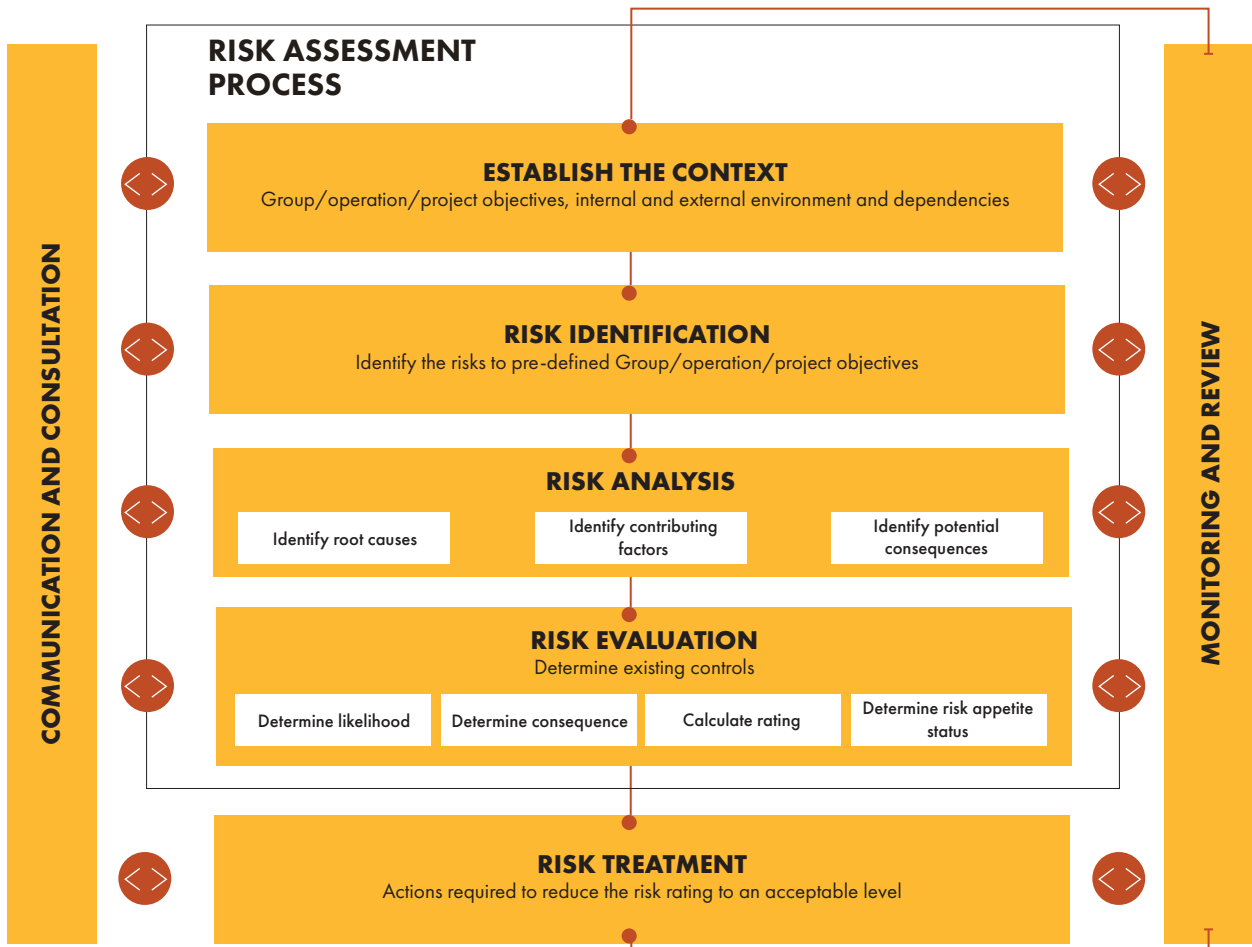 RISK ASSESSMENT
PROCESS
COMMUNICATION AND CONSULTATION
ESTABLISH THE CONTEXT
Group/operation/project objectives, internal and external environment and dependencies
RISK IDENTIFICATION
Identify the risks to pre-defined Group/operation/project objectives
RISK ANALYSIS
Identify root causes
Identify contributing
factors
Identify potential
consequences
RISK EVALUATION
Determine existing controls
Determine likelihood
Determine consequence
Calculate rating
Determine risk appetite
status
RISK TREATMENT
Actions required to reduce the risk rating to an acceptable level
MONITORING AND REVIEW